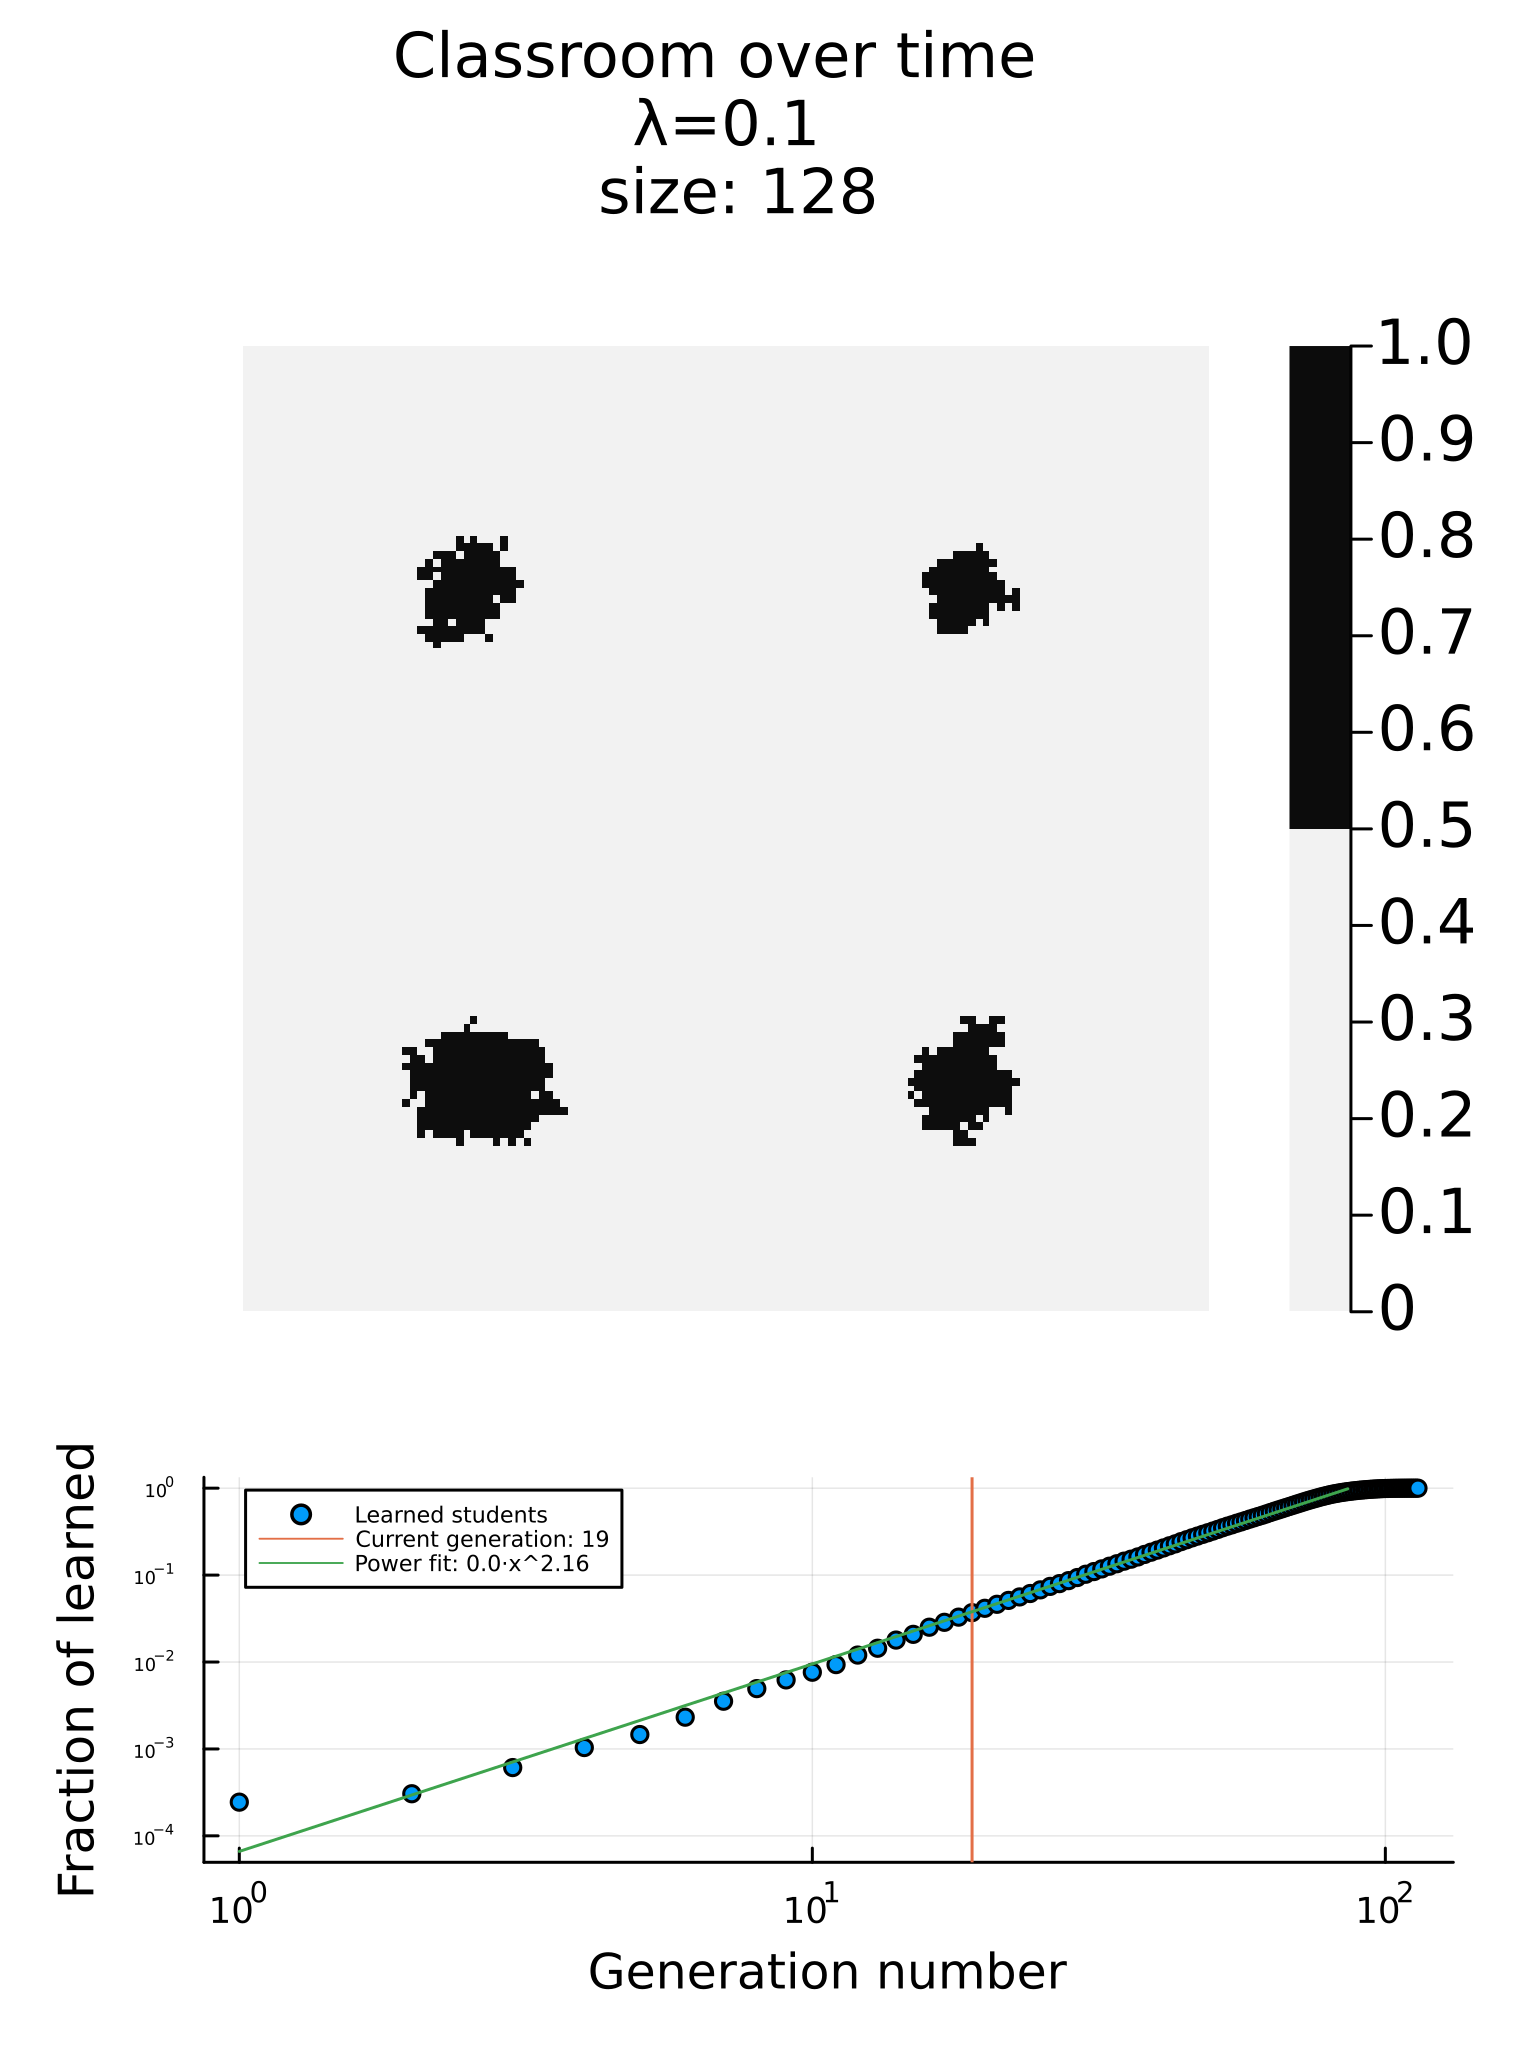 Classroom over time
λ=0.1
size: 128
1.0
0.9
0.8
0.7
0.6
0.5
0.4
0.3
0.2
0.1
0
Fraction of learned
10^0
10^-1
10^-2
10^-3
10^-4
Learned students
Current generation: 19
Power fit: 0.0·x^2.16
10^0 10^1 10^2
Generation number